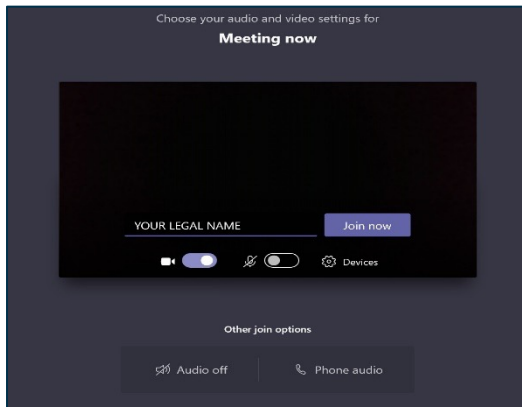 Choose your audio and video settings for
Meeting now
YOUR LEGAL NAME
Join now
Devices
Other join options
Audio off
Phone audio